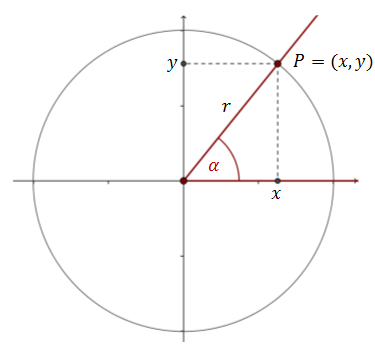 y
P = (x, y)
r
α
x